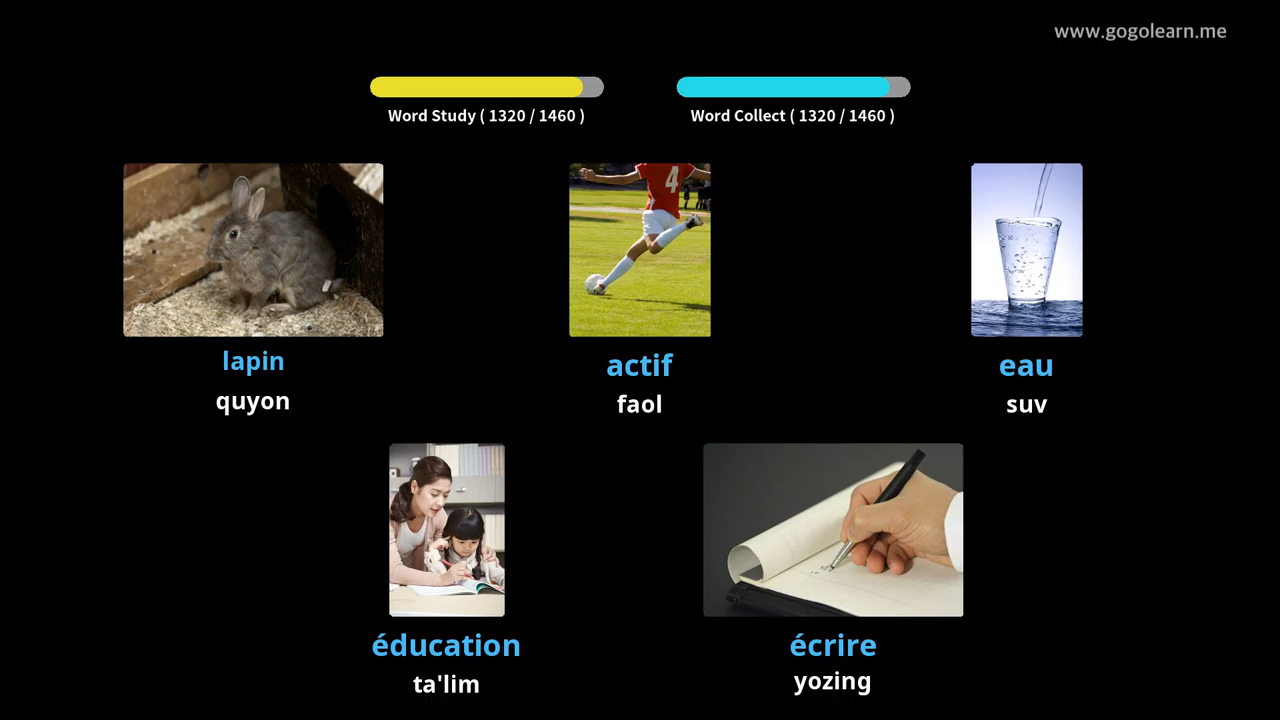 www.gogolearn.me
Word Study ( 1320 / 1460 )
Word Collect ( 1320 / 1460 )
4
lapin
actif
eau
quyon
faol
suv
éducation
écrire
ta'lim
yozing